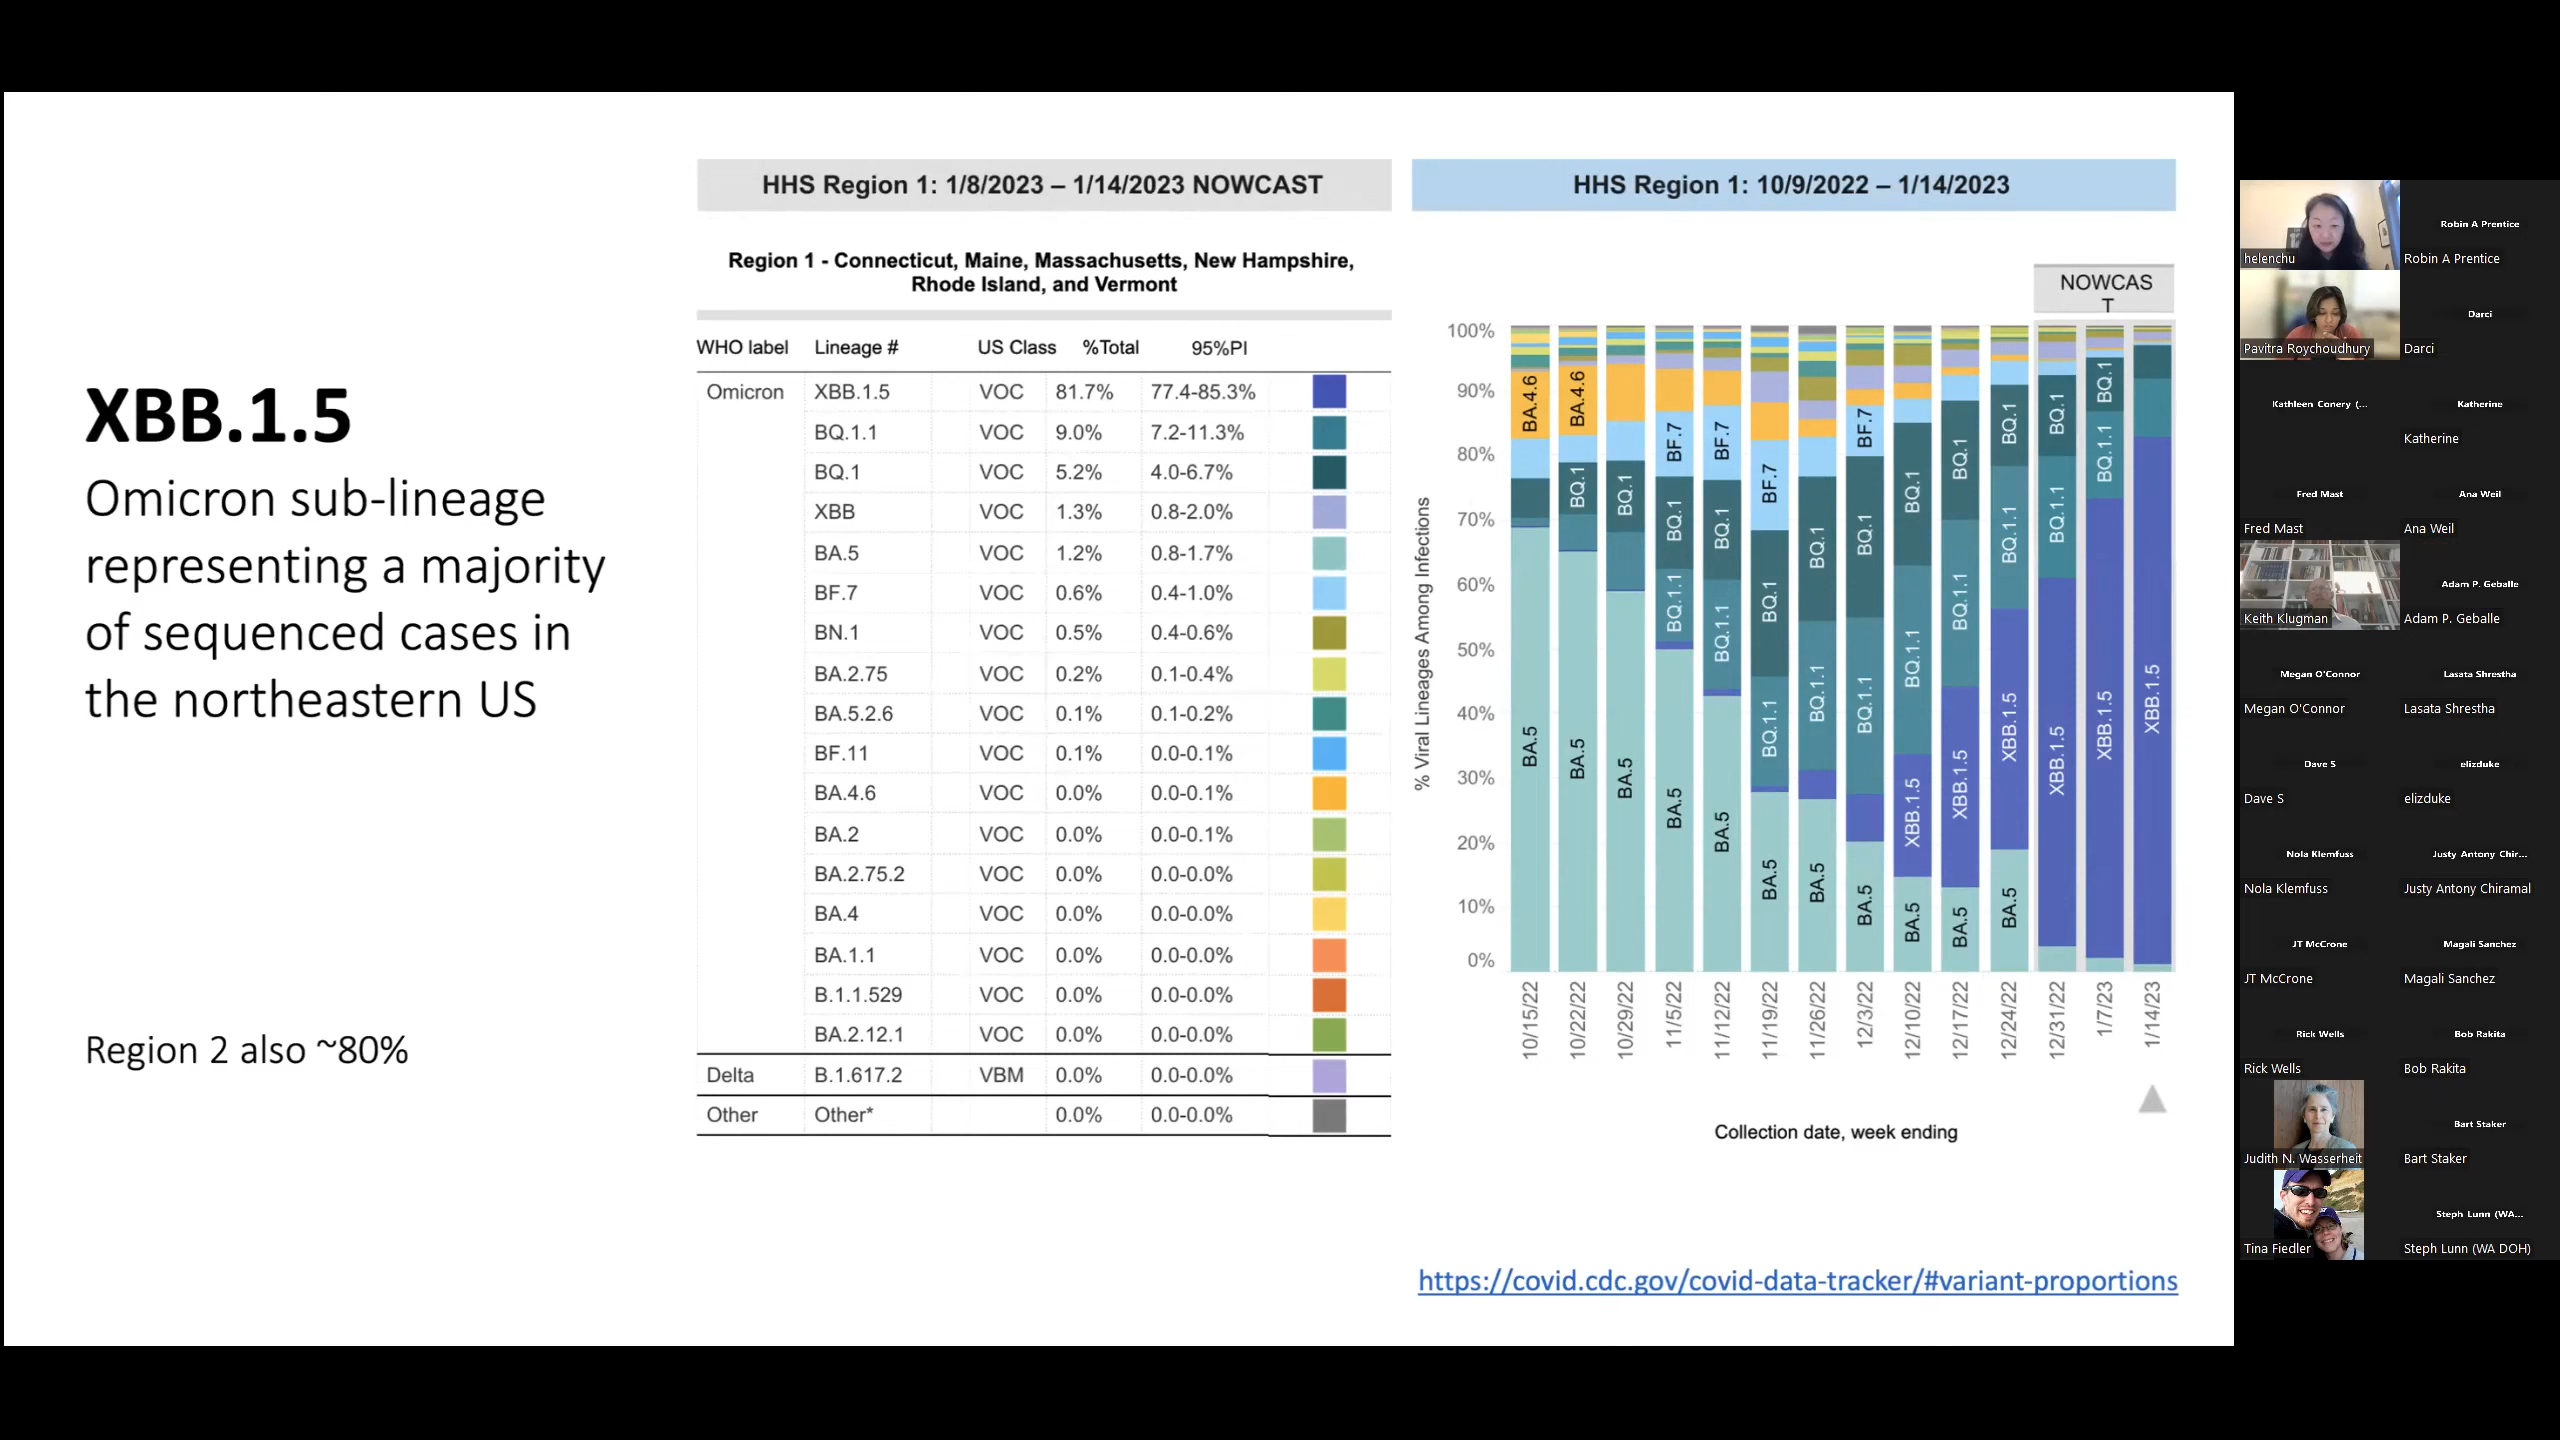 XBB.1.5
Omicron sub-lineage
representing a majority
of sequenced cases in
the northeastern US
Region 2 also ~80%
HHS Region 1: 1/8/2023 – 1/14/2023 NOWCAST
Region 1 - Connecticut, Maine, Massachusetts, New Hampshire,
Rhode Island, and Vermont
WHO label Lineage # US Class %Total 95%PI
Omicron XBB.1.5 VOC 81.7% 77.4-85.3%
BQ.1.1 VOC 9.0% 7.2-11.3%
BQ.1 VOC 5.2% 4.0-6.7%
XBB VOC 1.3% 0.8-2.0%
BA.5 VOC 1.2% 0.8-1.7%
BF.7 VOC 0.6% 0.4-1.0%
BN.1 VOC 0.5% 0.4-0.6%
BA.2.75 VOC 0.2% 0.1-0.4%
BA.5.2.6 VOC 0.1% 0.1-0.2%
BF.11 VOC 0.1% 0.0-0.1%
BA.4.6 VOC 0.0% 0.0-0.1%
BA.2 VOC 0.0% 0.0-0.1%
BA.2.75.2 VOC 0.0% 0.0-0.0%
BA.4 VOC 0.0% 0.0-0.0%
BA.1.1 VOC 0.0% 0.0-0.0%
B.1.1.529 VOC 0.0% 0.0-0.0%
BA.2.12.1 VOC 0.0% 0.0-0.0%
Delta B.1.617.2 VBM 0.0% 0.0-0.0%
Other Other* 0.0% 0.0-0.0%
HHS Region 1: 10/9/2022 – 1/14/2023
NOWCAS
T
% Viral Lineages Among Infections
100%
90%
80%
70%
60%
50%
40%
30%
20%
10%
0%
BA.4.6
BA.5
BA.4.6
BQ.1
BA.5
BQ.1
BA.5
BF.7
BQ.1
BQ.1.1
BA.5
BF.7
BQ.1
BQ.1.1
BA.5
BF.7
BQ.1
BQ.1.1
BA.5
BQ.1
BQ.1.1
BA.5
BF.7
BQ.1
BQ.1.1
BA.5
BQ.1
BQ.1.1
XBB.1.5
BA.5
BQ.1
BQ.1.1
XBB.1.5
BA.5
BQ.1
BQ.1.1
XBB.1.5
BA.5
BQ.1
BQ.1.1
XBB.1.5
BQ.1
BQ.1.1
XBB.1.5
XBB.1.5
10/15/22
10/22/22
10/29/22
11/5/22
11/12/22
11/19/22
11/26/22
12/3/22
12/10/22
12/17/22
12/24/22
12/31/22
1/7/23
1/14/23
Collection date, week ending
https://covid.cdc.gov/covid-data-tracker/#variant-proportions
helenchu
Robin A Prentice
Robin A Prentice
Pavitra Roychoudhury
Darci
Darci
Kathleen Conery (...
Katherine
Katherine
Fred Mast
Fred Mast
Ana Weil
Ana Weil
Keith Klugman
Adam P. Geballe
Adam P. Geballe
Megan O'Connor
Megan O'Connor
Lasata Shrestha
Lasata Shrestha
Dave S
Dave S
elizduke
elizduke
Nola Klemfuss
Nola Klemfuss
Justy Antony Chir...
Justy Antony Chiramal
JT McCrone
JT McCrone
Magali Sanchez
Magali Sanchez
Rick Wells
Rick Wells
Bob Rakita
Bob Rakita
Judith N. Wasserheit
Bart Staker
Bart Staker
Tina Fiedler
Steph Lunn (WA...
Steph Lunn (WA DOH)